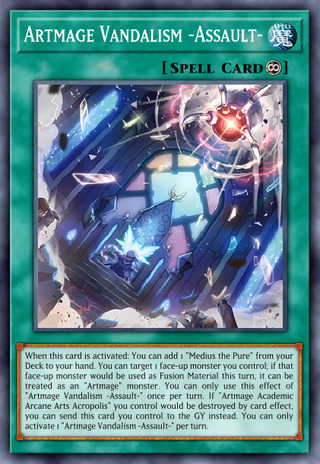 Artmage Vandalism -Assault-
魔
[Spell Card]
When this card is activated: You can add 1 "Medius the Pure" from your
Deck to your hand. You can target 1 face-up monster you control; if that
face-up monster would be used as Fusion Material this turn, it can be
treated as an "Artmage" monster. You can only use this effect of
"Artmage Vandalism -Assault-" once per turn. If "Artmage Academic
Arcane Arts Acropolis" you control would be destroyed by card effect,
you can send this card you control to the GY instead. You can only
activate 1 "Artmage Vandalism -Assault-" per turn.